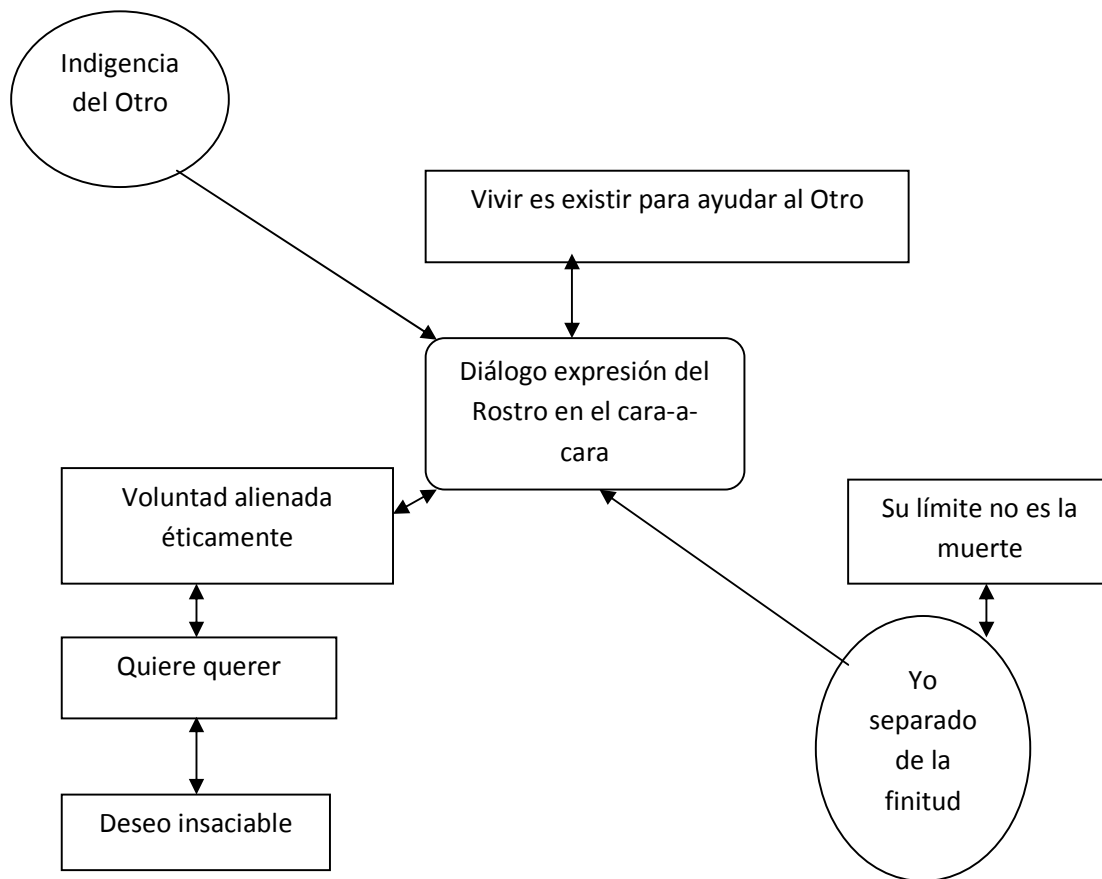 Indigencia
del Otro
Vivir es existir para ayudar al Otro
Diálogo expresión del
Rostro en el cara-a-
cara
Voluntad alienada
éticamente
Su límite no es la
muerte
Quiere querer
Yo
separado
de la
finitud
Deseo insaciable